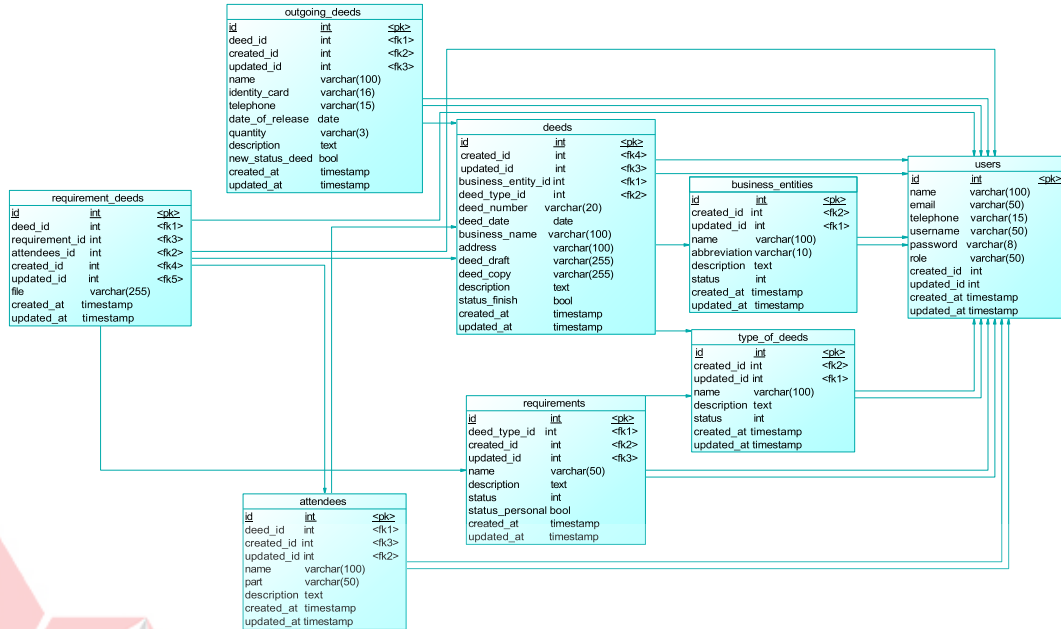 outgoing_deeds
id int <pk>
deed_id int <fk1>
created_id int <fk2>
updated_id int <fk3>
name varchar(100)
identity_card varchar(16)
telephone varchar(15)
date_of_release date
quantity varchar(3)
description text
new_status_deed bool
created_at timestamp
updated_at timestamp
deeds
id int <pk>
created_id int <fk4>
updated_id int <fk3>
business_entity_id int <fk1>
deed_type_id int <fk2>
deed_number varchar(20)
deed_date date
business_name varchar(100)
address varchar(100)
deed_draft varchar(255)
deed_copy varchar(255)
description text
status_finish bool
created_at timestamp
updated_at timestamp
users
id int <pk>
name varchar(100)
email varchar(50)
telephone varchar(15)
username varchar(50)
password varchar(8)
role varchar(50)
created_id int
updated_id int
created_at timestamp
updated_at timestamp
business_entities
id int <pk>
created_id int <fk2>
updated_id int <fk1>
name varchar(100)
abbreviation varchar(10)
description text
status int
created_at timestamp
updated_at timestamp
requirement_deeds
id int <pk>
deed_id int <fk1>
requirement_id int <fk3>
attendees_id int <fk2>
created_id int <fk4>
updated_id int <fk5>
file varchar(255)
created_at timestamp
updated_at timestamp
type_of_deeds
id int <pk>
created_id int <fk2>
updated_id int <fk1>
name varchar(100)
description text
status int
created_at timestamp
updated_at timestamp
requirements
id int <pk>
deed_type_id int <fk1>
created_id int <fk2>
updated_id int <fk3>
name varchar(50)
description text
status int
status_personal bool
created_at timestamp
updated_at timestamp
attendees
id int <pk>
deed_id int <fk1>
created_id int <fk3>
updated_id int <fk2>
name varchar(100)
part varchar(50)
description text
created_at timestamp
updated_at timestamp